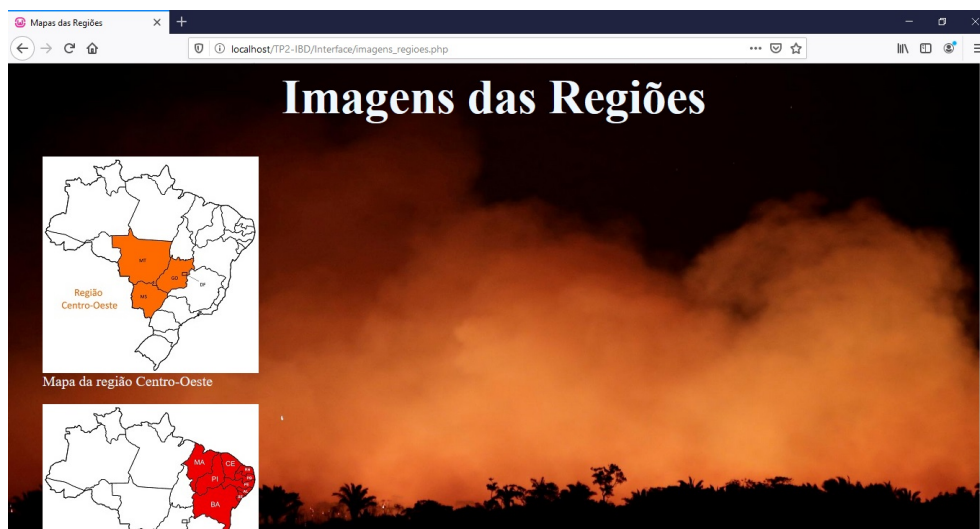 Mapas das Regiões
localhost/TP2-IBD/Interface/imagens_regioes.php
Imagens das Regiões
MT
GO
DF
MS
Região
Centro-Oeste
Mapa da região Centro-Oeste
MA
CE
PI
BA